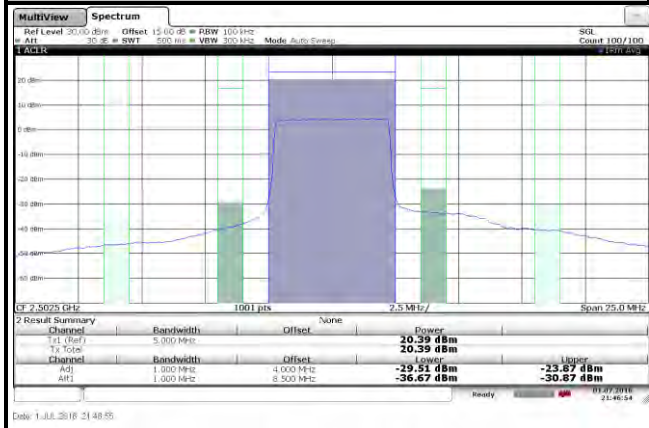 MultiView Spectrum
Ref Level 30.00 dBm Offset 15.00 dB RBW 100 kHz SGL
Att 30 dB SWT 500 ms VBW 300 kHz Mode Auto Sweep Count 100/100
1 ACLR 1Rm Avg
20 dBm
10 dBm
0 dBm
-10 dBm
-20 dBm
-30 dBm
-40 dBm
-50 dBm
-60 dBm
CF 2.5025 GHz 1001 pts 2.5 MHz/ Span 25.0 MHz
2 Result Summary None
Channel Bandwidth Offset Power
Tx1 (Ref) 5.000 MHz 20.39 dBm
Tx Total 20.39 dBm
Channel Bandwidth Offset Lower Upper
Adj 1.000 MHz 4.000 MHz -29.51 dBm -23.87 dBm
Alt1 1.000 MHz 8.500 MHz -36.67 dBm -30.87 dBm
Ready 01.07.2016
21:46:54
Date: 1.JUL.2016 21:46:55